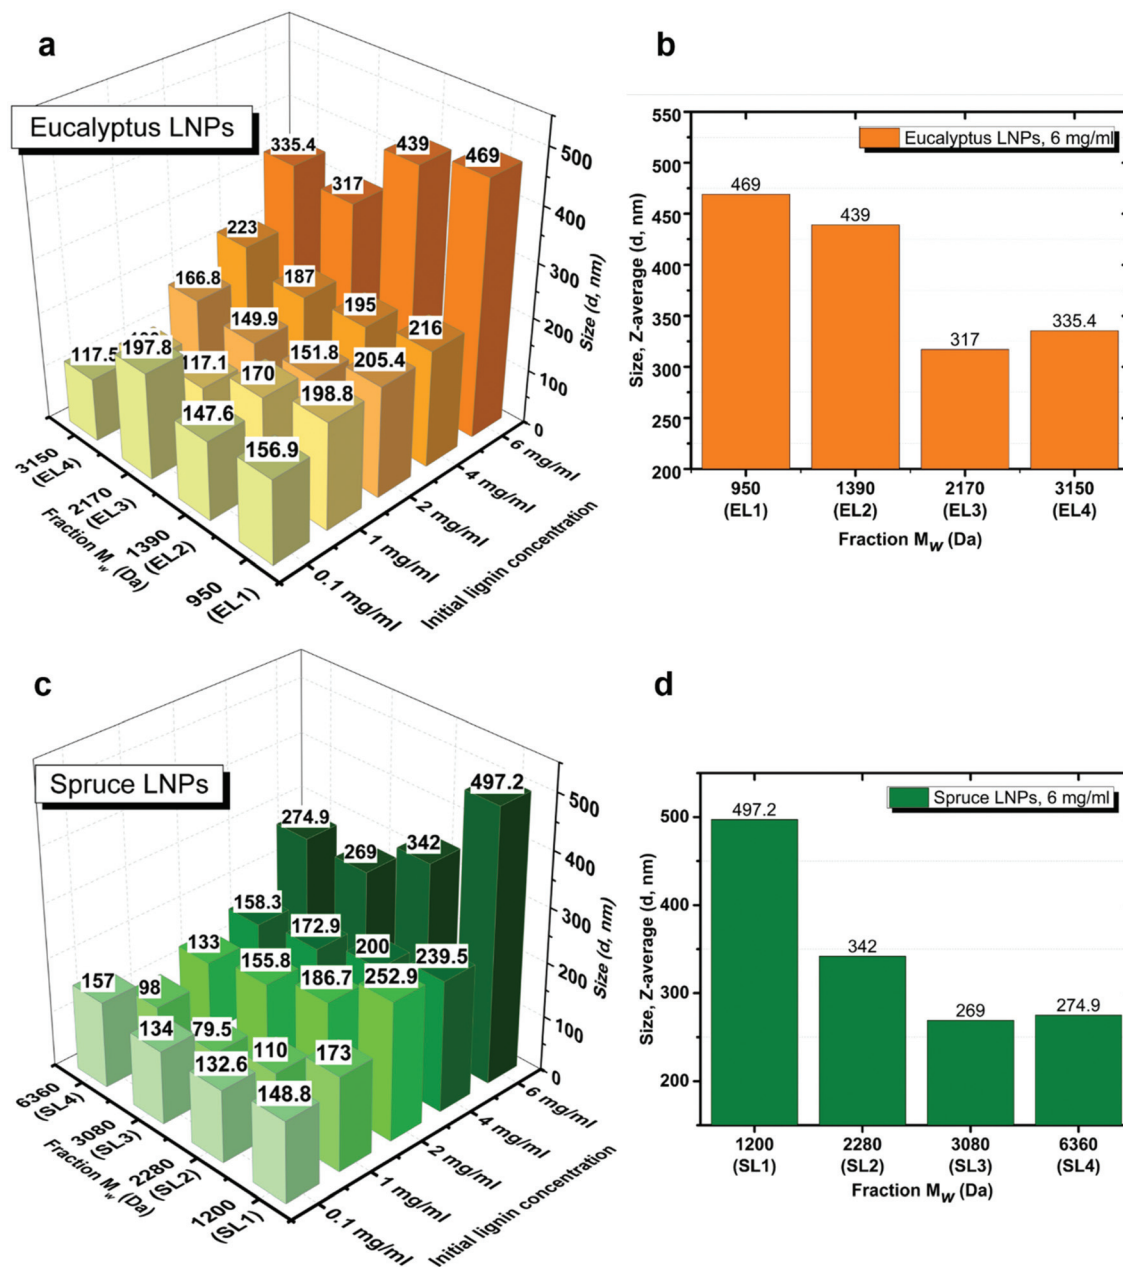 a
Eucalyptus LNPs
335.4
317
439
469
223
187
195
216
166.8
149.9
151.8
205.4
117.1
170
198.8
117.5
197.8
147.6
156.9
500
400
300
200
100
0
Size (d, nm)
3150
(EL4)
2170
(EL3)
1390
(EL2)
950
(EL1)
Fraction Mw (Da)
0.1 mg/ml
1 mg/ml
2 mg/ml
4 mg/ml
6 mg/ml
Initial lignin concentration
b
Eucalyptus LNPs, 6 mg/ml
550
500
450
400
350
300
250
200
Size, Z-average (d, nm)
469
439
317
335.4
950 1390 2170 3150
(EL1) (EL2) (EL3) (EL4)
Fraction Mw (Da)
c
Spruce LNPs
274.9
269
342
497.2
158.3
172.9
200
239.5
133
155.8
186.7
252.9
98
79.5
110
173
157
134
132.6
148.8
500
400
300
200
100
0
Size (d, nm)
6360
(SL4)
3080
(SL3)
2280
(SL2)
1200
(SL1)
Fraction Mw (Da)
0.1 mg/ml
1 mg/ml
2 mg/ml
4 mg/ml
6 mg/ml
Initial lignin concentration
d
Spruce LNPs, 6 mg/ml
500
400
300
200
Size, Z-average (d, nm)
497.2
342
269
274.9
1200 2280 3080 6360
(SL1) (SL2) (SL3) (SL4)
Fraction Mw (Da)